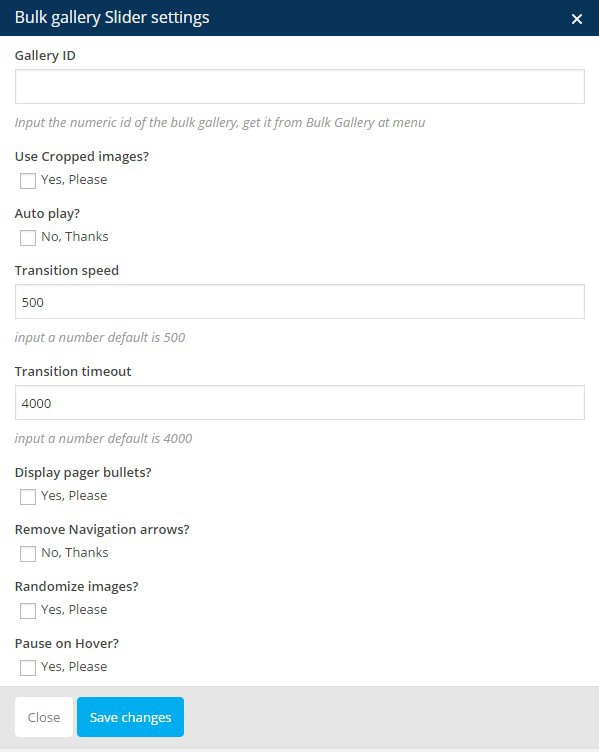 Bulk gallery Slider settings
Gallery ID
Input the numeric id of the bulk gallery, get it from Bulk Gallery at menu
Use Cropped images?
Yes, Please
Auto play?
No, Thanks
Transition speed
500
input a number default is 500
Transition timeout
4000
input a number default is 4000
Display pager bullets?
Yes, Please
Remove Navigation arrows?
No, Thanks
Randomize images?
Yes, Please
Pause on Hover?
Yes, Please
Close Save changes